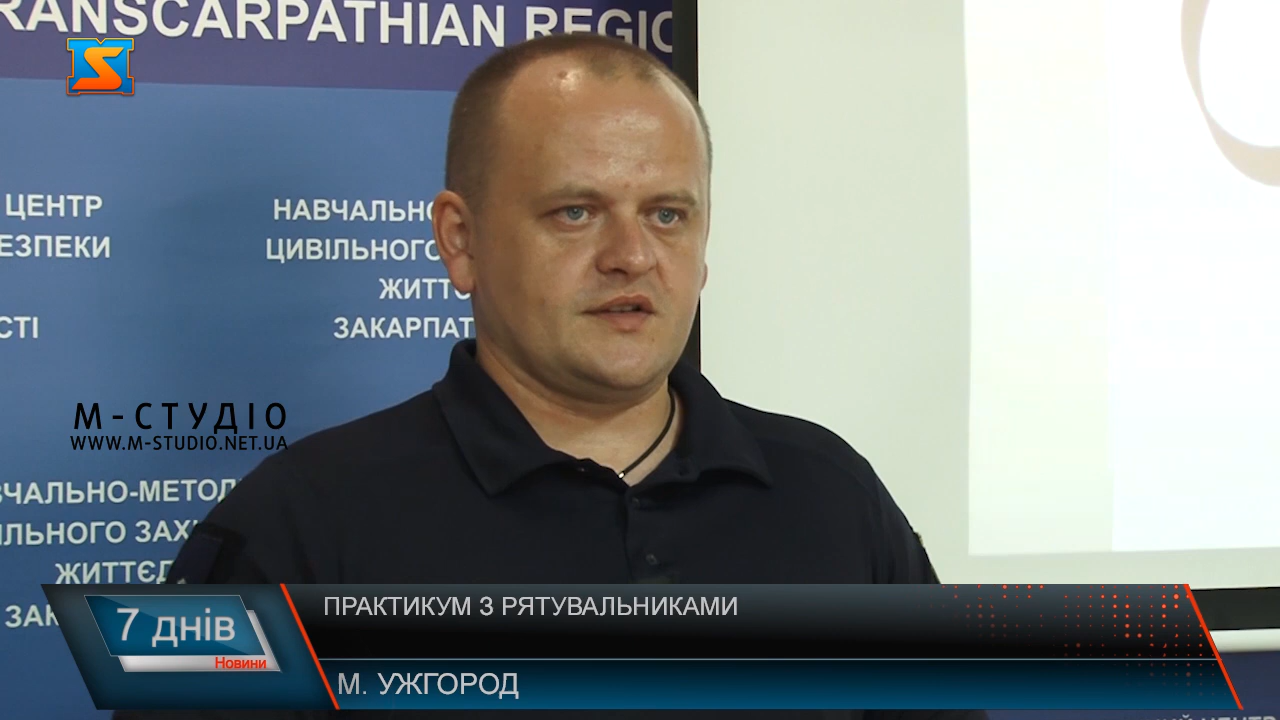 TRANSCARPATHIAN REGIO
ЦЕНТР
ЕЗПЕКИ
СТІ
НАВЧАЛЬНО
ЦИВІЛЬНОГО
ЖИТТ
ЗАКАРПАТ
М-СТУДІО
WWW.M-STUDIO.NET.UA
ВЧАЛЬНО-МЕТОД
ІЛЬНОГО ЗАХ
ЖИТТЄД
ЗАК
7 днів
Новини
ПРАКТИКУМ З РЯТУВАЛЬНИКАМИ
М. УЖГОРОД